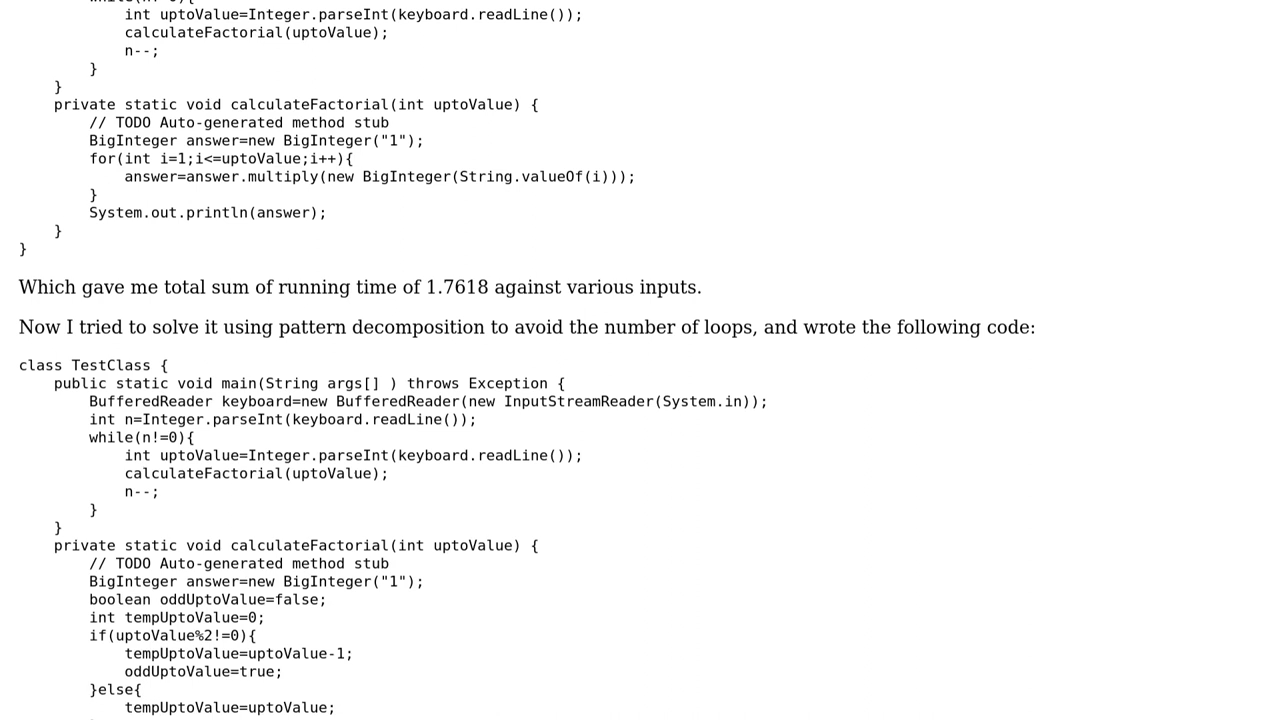 int uptoValue=Integer.parseInt(keyboard.readLine());
calculateFactorial(uptoValue);
n--;
}
}
private static void calculateFactorial(int uptoValue) {
// TODO Auto-generated method stub
BigInteger answer=new BigInteger("1");
for(int i=1;i<=uptoValue;i++){
answer=answer.multiply(new BigInteger(String.valueOf(i)));
}
System.out.println(answer);
}
}
Which gave me total sum of running time of 1.7618 against various inputs.
Now I tried to solve it using pattern decomposition to avoid the number of loops, and wrote the following code:
class TestClass {
public static void main(String args[] ) throws Exception {
BufferedReader keyboard=new BufferedReader(new InputStreamReader(System.in));
int n=Integer.parseInt(keyboard.readLine());
while(n!=0){
int uptoValue=Integer.parseInt(keyboard.readLine());
calculateFactorial(uptoValue);
n--;
}
}
private static void calculateFactorial(int uptoValue) {
// TODO Auto-generated method stub
BigInteger answer=new BigInteger("1");
boolean oddUptoValue=false;
int tempUptoValue=0;
if(uptoValue%2!=0){
tempUptoValue=uptoValue-1;
oddUptoValue=true;
}else{
tempUptoValue=uptoValue;